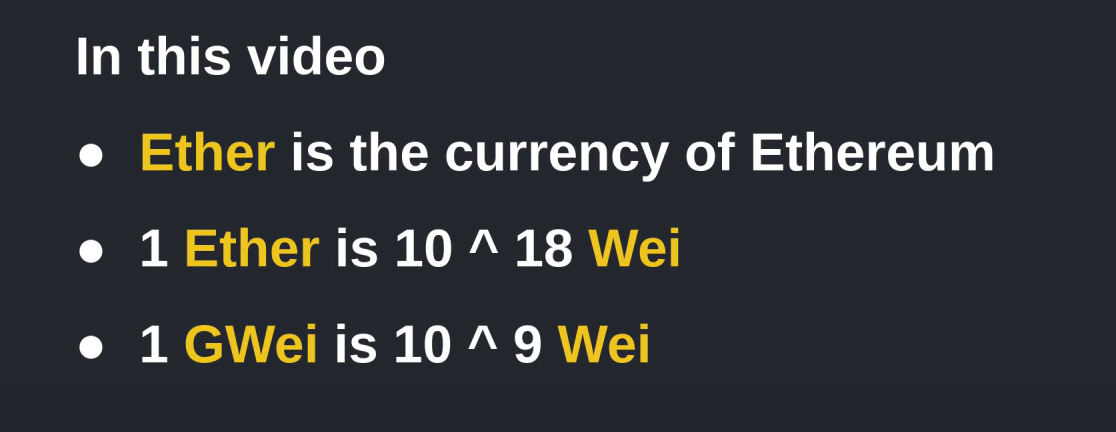 In this video
● Ether is the currency of Ethereum
● 1 Ether is 10 ^ 18 Wei
● 1 GWei is 10 ^ 9 Wei